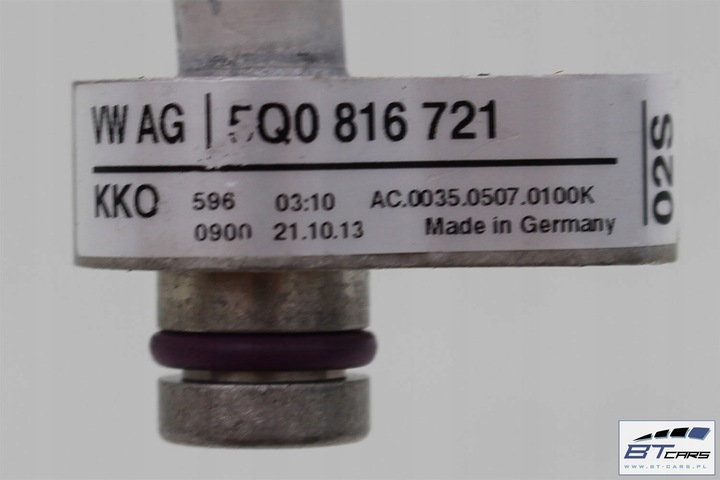 VW AG | 5Q0 816 721
KKO 596 03:10 AC.0035.0507.0100K
0900 21.10.13 Made in Germany
02S
BT CARS
WWW.BT-CARS.PL